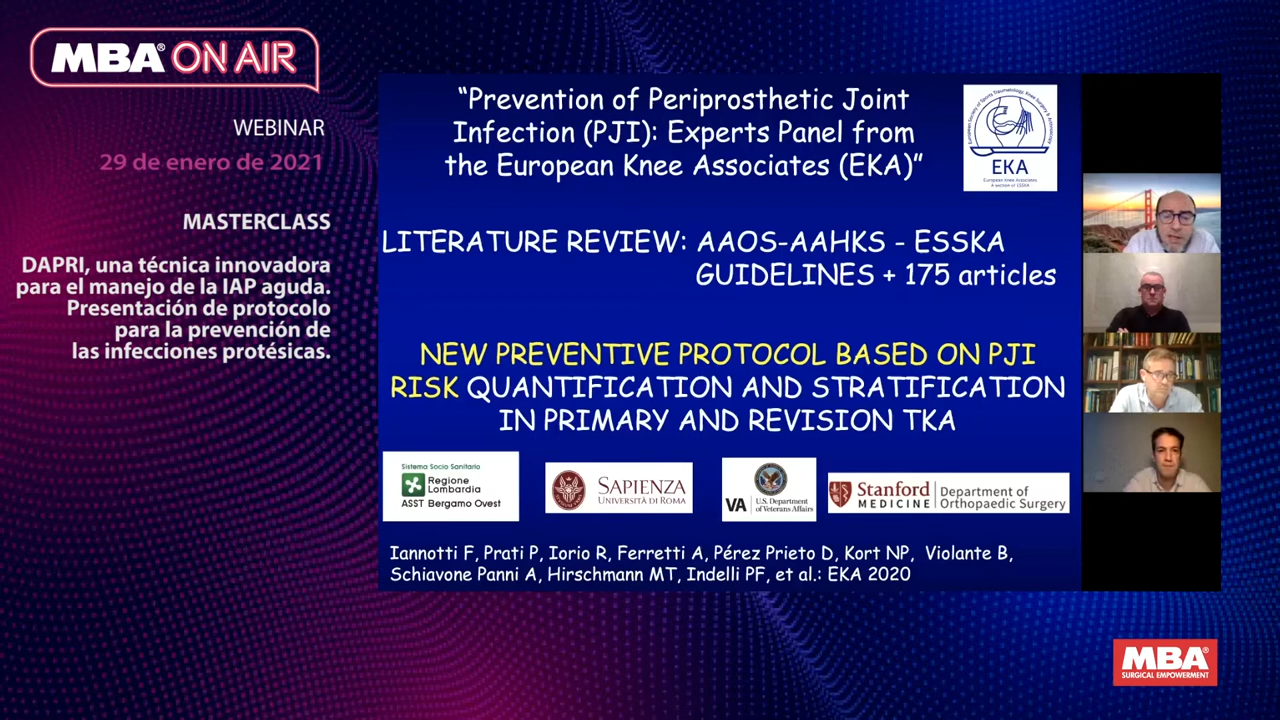 MBA® ON AIR
WEBINAR
29 de enero de 2021
MASTERCLASS
DAPRI, una técnica innovadora
para el manejo de la IAP aguda.
Presentación de protocolo
para la prevención de
las infecciones protésicas.
“Prevention of Periprosthetic Joint
Infection (PJI): Experts Panel from
the European Knee Associates (EKA)”
EKA
European Knee Associates
A section of ESSKA
LITERATURE REVIEW: AAOS-AAHKS - ESSKA
GUIDELINES + 175 articles
NEW PREVENTIVE PROTOCOL BASED ON PJI
RISK QUANTIFICATION AND STRATIFICATION
IN PRIMARY AND REVISION TKA
Sistema Socio Sanitario
Regione
Lombardia
ASST Bergamo Ovest
SAPIENZA
UNIVERSITÀ DI ROMA
VA
U.S. Department
of Veterans Affairs
Stanford
MEDICINE
Department of
Orthopaedic Surgery
Iannotti F, Prati P, Iorio R, Ferretti A, Pérez Prieto D, Kort NP, Violante B,
Schiavone Panni A, Hirschmann MT, Indelli PF, et al.: EKA 2020
MBA®
SURGICAL EMPOWERMENT